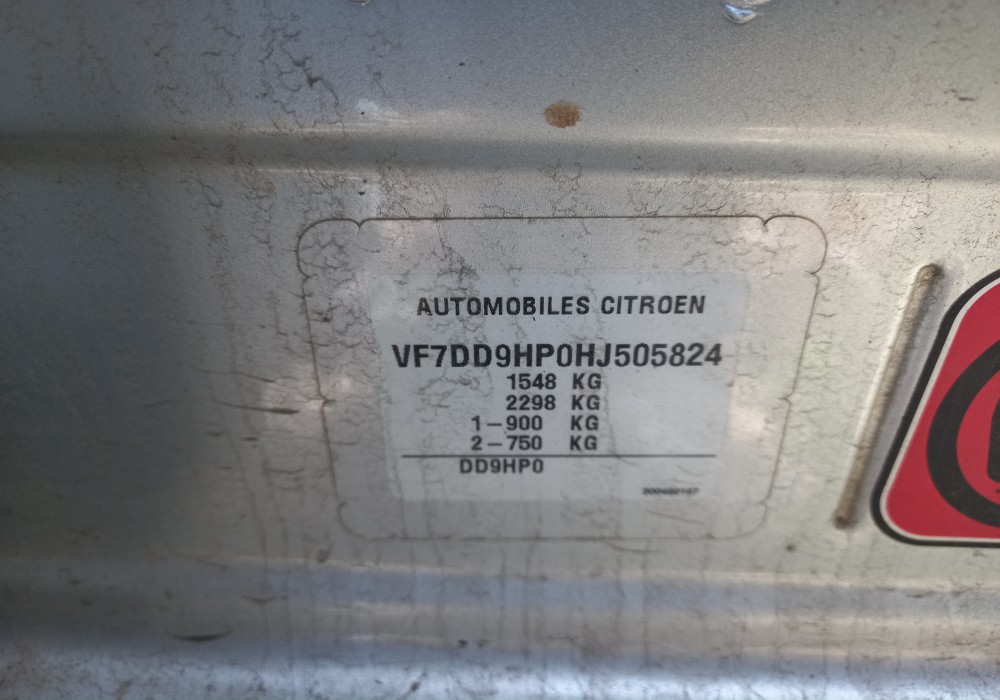 AUTOMOBILES CITROEN
VF7DD9HP0HJ505824
1548 KG
2298 KG
1-900 KG
2-750 KG
DD9HP0